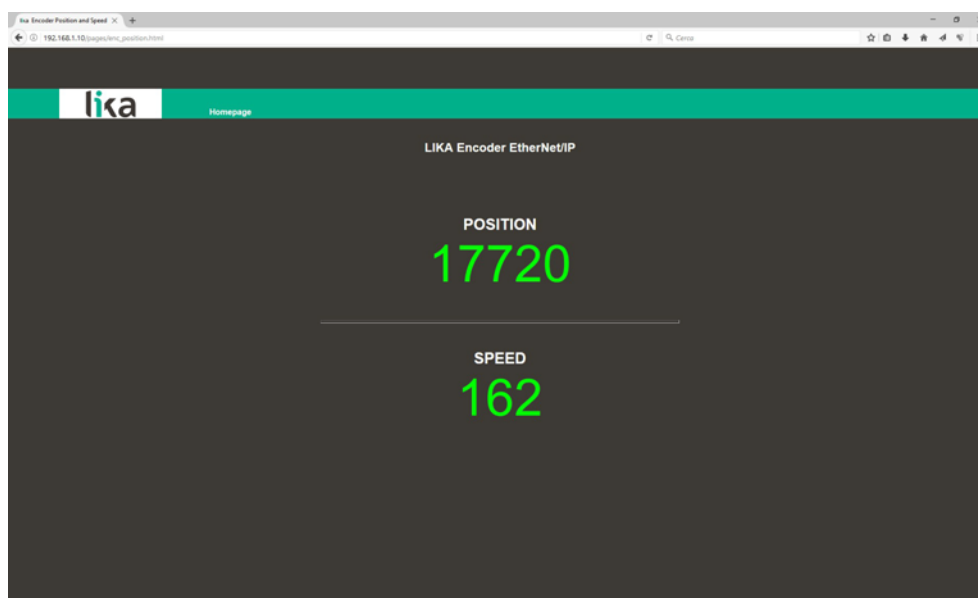 lika Encoder Position and Speed
192.168.1.10/pages/enc_position.html
Cerca
lika
Homepage
LIKA Encoder EtherNet/IP
POSITION
17720
SPEED
162